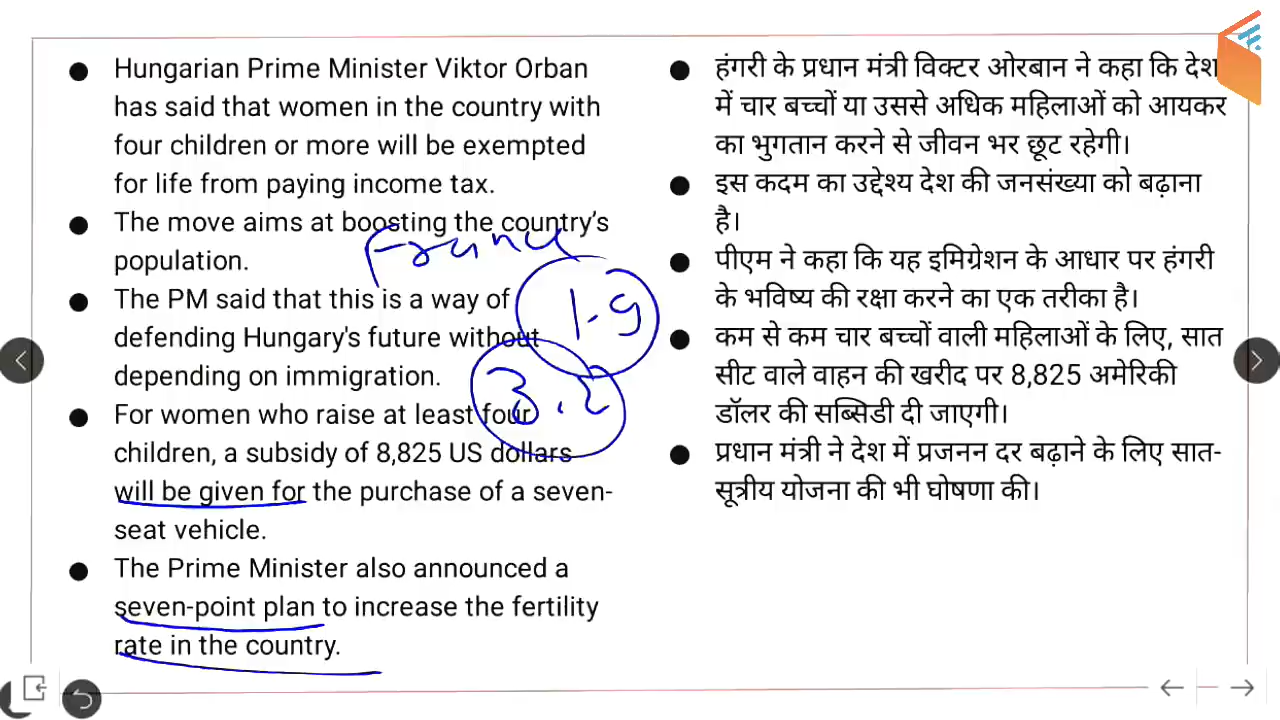 Hungarian Prime Minister Viktor Orban
has said that women in the country with
four children or more will be exempted
for life from paying income tax.
The move aims at boosting the country's
population.
The PM said that this is a way of
defending Hungary's future without
depending on immigration.
For women who raise at least four
children, a subsidy of 8,825 US dollars
will be given for the purchase of a seven-
seat vehicle.
The Prime Minister also announced a
seven-point plan to increase the fertility
rate in the country.
France
1.9
3.2
हंगरी के प्रधान मंत्री विक्टर ओरबान ने कहा कि देश
में चार बच्चों या उससे अधिक महिलाओं को आयकर
का भुगतान करने से जीवन भर छूट रहेगी।
इस कदम का उद्देश्य देश की जनसंख्या को बढ़ाना
है।
पीएम ने कहा कि यह इमिग्रेशन के आधार पर हंगरी
के भविष्य की रक्षा करने का एक तरीका है।
कम से कम चार बच्चों वाली महिलाओं के लिए, सात
सीट वाले वाहन की खरीद पर 8,825 अमेरिकी
डॉलर की सब्सिडी दी जाएगी।
प्रधान मंत्री ने देश में प्रजनन दर बढ़ाने के लिए सात-
सूत्रीय योजना की भी घोषणा की।